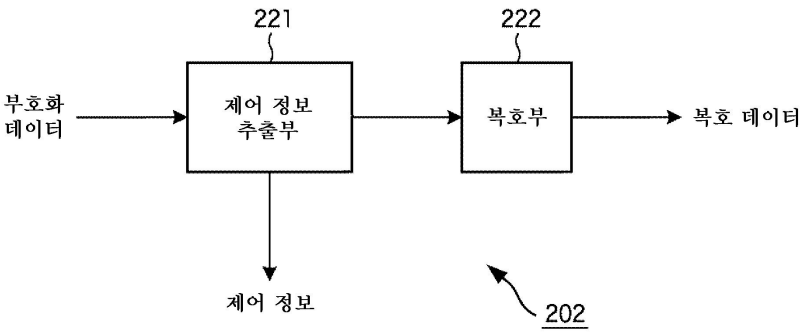 221
222
부호화
데이터
제어 정보
추출부
복호부
복호 데이터
제어 정보
202